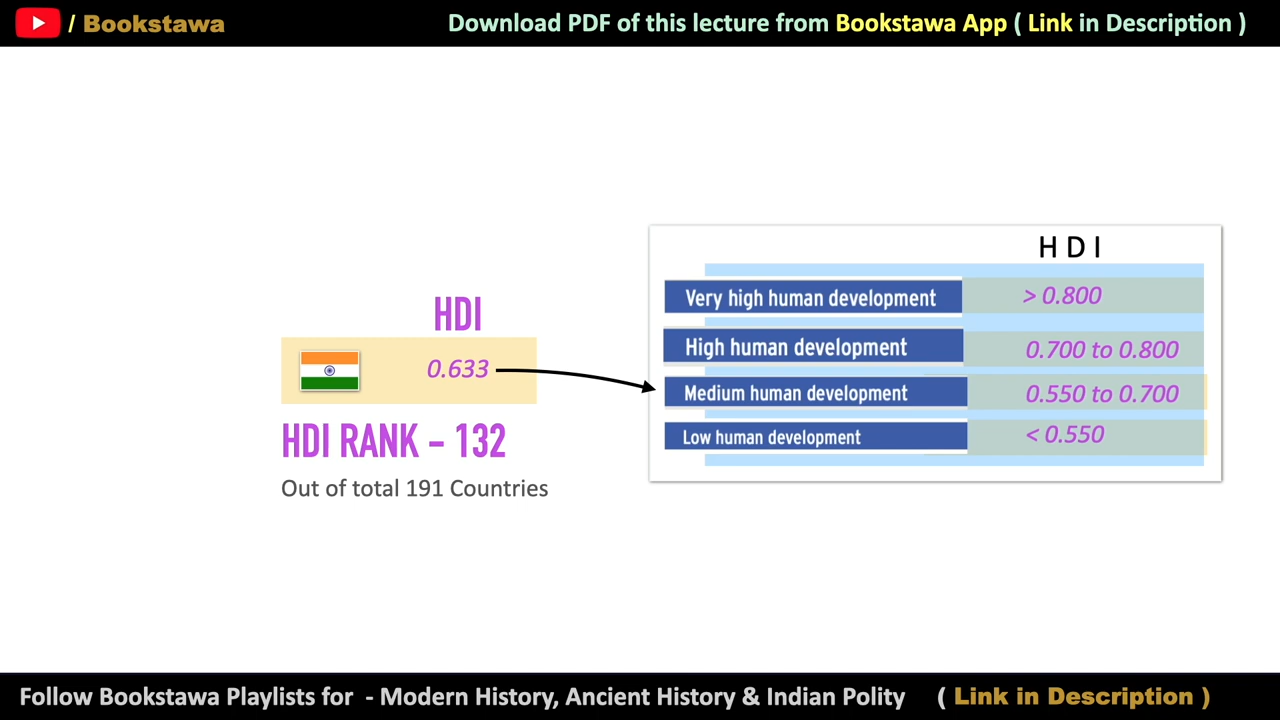 / Bookstawa
Download PDF of this lecture from Bookstawa App ( Link in Description )
HDI
0.633
HDI RANK – 132
Out of total 191 Countries
H D I
Very high human development > 0.800
High human development 0.700 to 0.800
Medium human development 0.550 to 0.700
Low human development < 0.550
Follow Bookstawa Playlists for - Modern History, Ancient History & Indian Polity ( Link in Description )